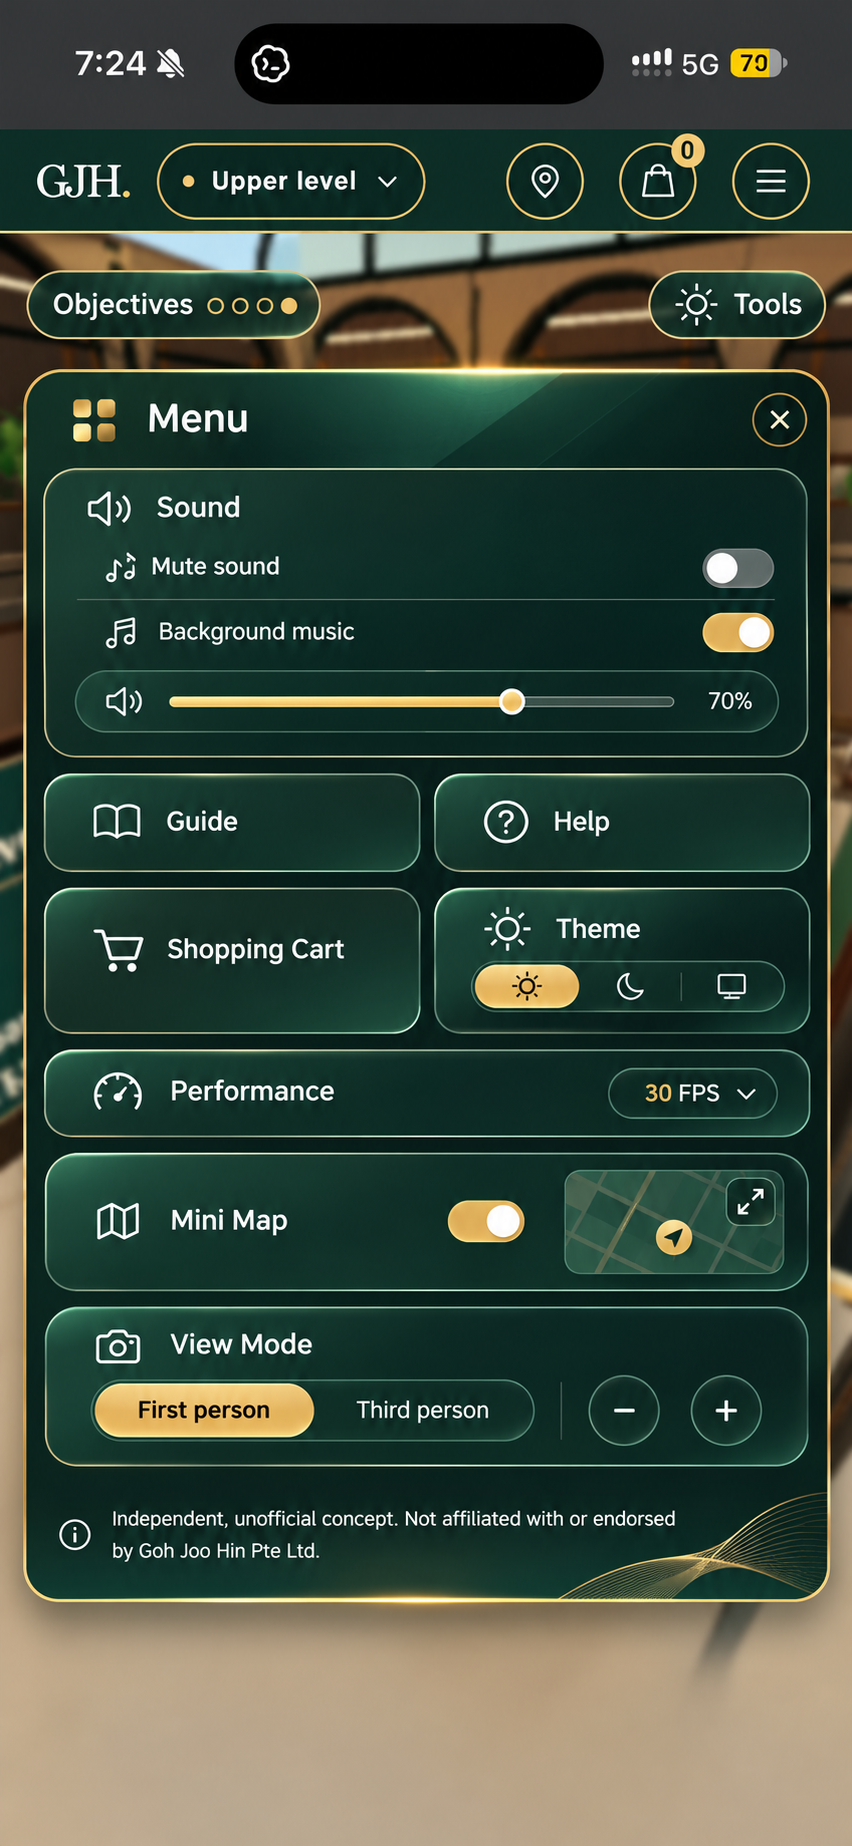 7:24
5G
70
GJH.
Upper level
0
Objectives
Tools
Menu
Sound
Mute sound
Background music
70%
Guide
Help
Shopping Cart
Theme
Performance
30 FPS
Mini Map
View Mode
First person
Third person
Independent, unofficial concept. Not affiliated with or endorsed
by Goh Joo Hin Pte Ltd.